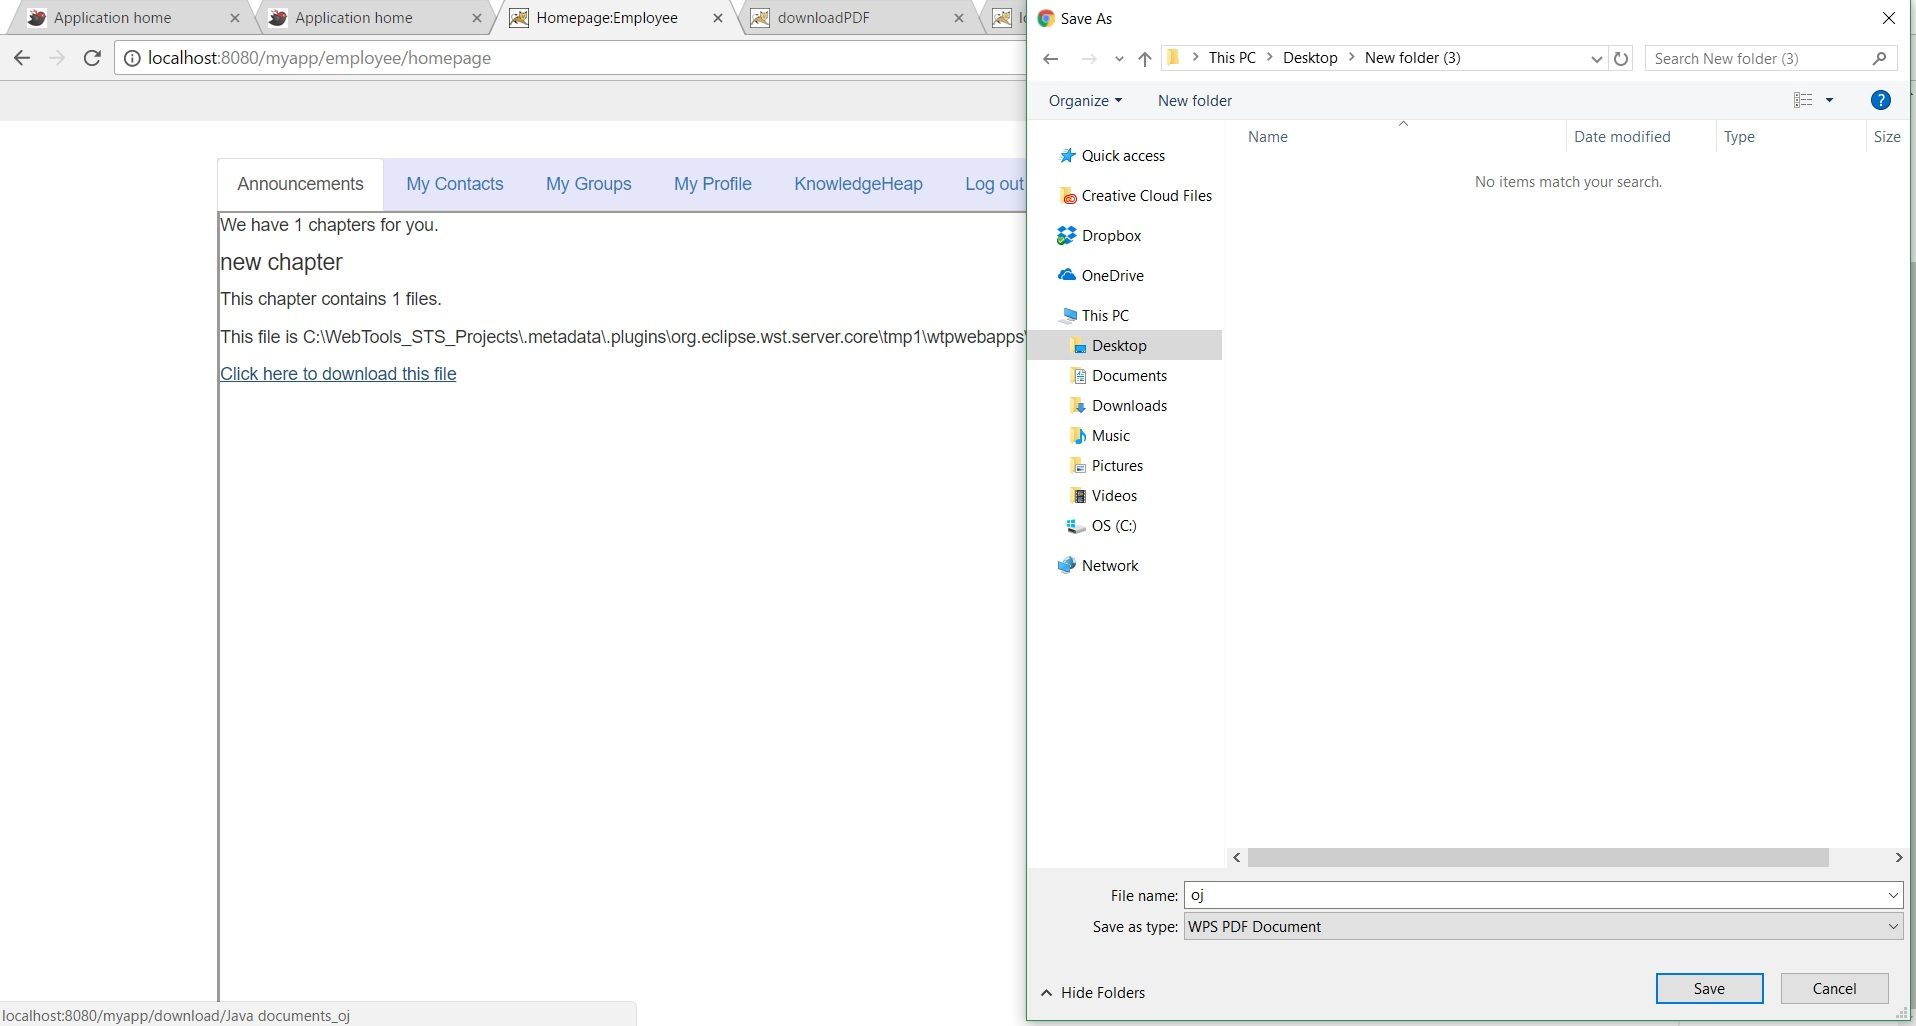 Application home
Application home
Homepage:Employee
downloadPDF
localhost:8080/myapp/employee/homepage
Announcements My Contacts My Groups My Profile KnowledgeHeap Log out
We have 1 chapters for you.
new chapter
This chapter contains 1 files.
This file is C:\WebTools_STS_Projects\.metadata\.plugins\org.eclipse.wst.server.core\tmp1\wtpwebapps\
Click here to download this file
localhost:8080/myapp/download/Java documents_oj
Save As
This PC > Desktop > New folder (3)
Search New folder (3)
Organize New folder
Name Date modified Type Size
No items match your search.
Quick access
Creative Cloud Files
Dropbox
OneDrive
This PC
Desktop
Documents
Downloads
Music
Pictures
Videos
OS (C:)
Network
File name: oj
Save as type: WPS PDF Document
Hide Folders
Save Cancel